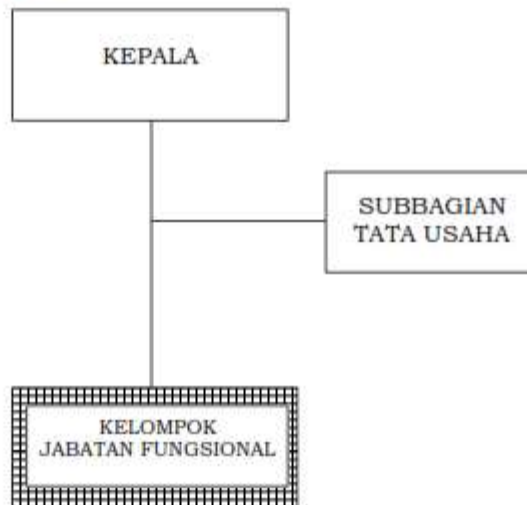 KEPALA
SUBBAGIAN
TATA USAHA
KELOMPOK
JABATAN FUNGSIONAL